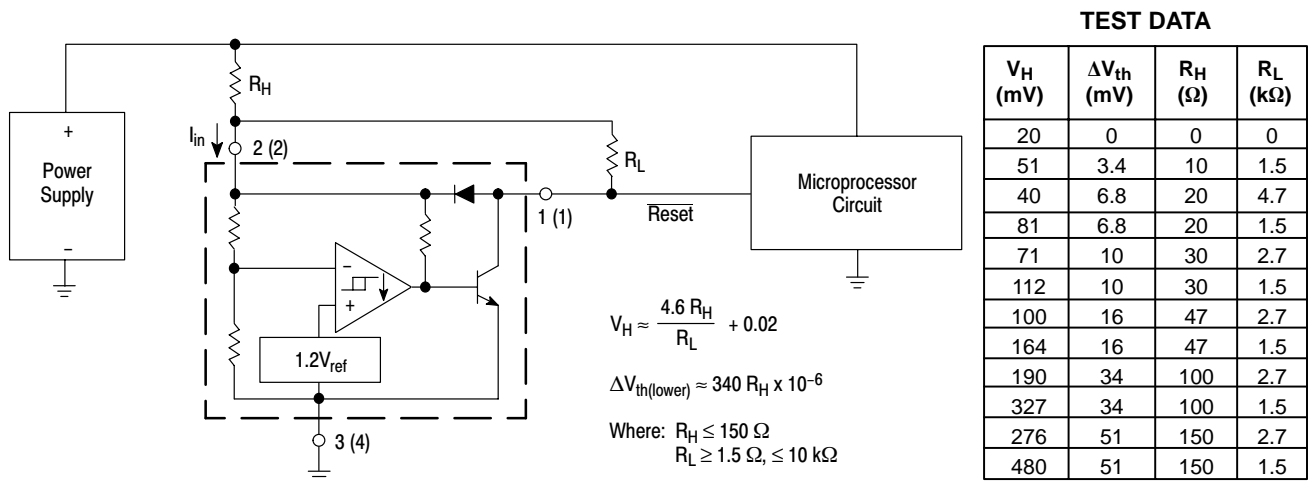 TEST DATA
R_H
I_in
2 (2)
+
Power
Supply
−
R_L
1 (1)
Reset
Microprocessor
Circuit
−
+
1.2V_ref
3 (4)
V_H ≈ 4.6 R_H / R_L + 0.02
ΔV_th(lower) ≈ 340 R_H x 10^−6
Where: R_H ≤ 150 Ω
R_L ≥ 1.5 Ω, ≤ 10 kΩ
V_H (mV) ΔV_th (mV) R_H (Ω) R_L (kΩ)
20 0 0 0
51 3.4 10 1.5
40 6.8 20 4.7
81 6.8 20 1.5
71 10 30 2.7
112 10 30 1.5
100 16 47 2.7
164 16 47 1.5
190 34 100 2.7
327 34 100 1.5
276 51 150 2.7
480 51 150 1.5